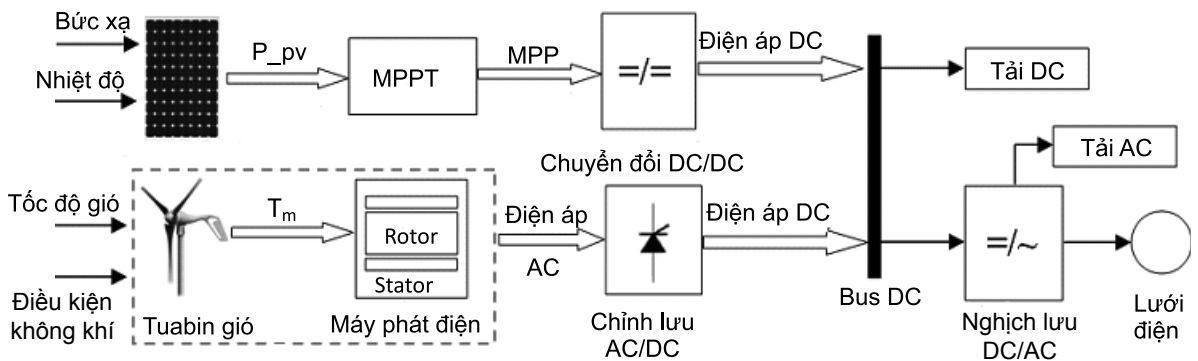 Bức xạ
Nhiệt độ
P_pv
MPPT
MPP
=/=
Chuyển đổi DC/DC
Điện áp DC
Tải DC
Tải AC
Tốc độ gió
Điều kiện
không khí
Tuabin gió
Tm
Rotor
Stator
Máy phát điện
Điện áp
AC
Chỉnh lưu
AC/DC
Điện áp DC
Bus DC
=/~
Nghịch lưu
DC/AC
Lưới
điện